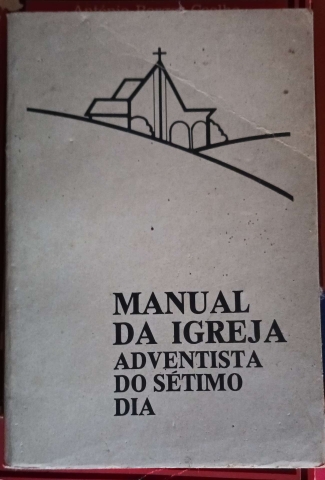 MANUAL
DA IGREJA
ADVENTISTA
DO SÉTIMO
DIA